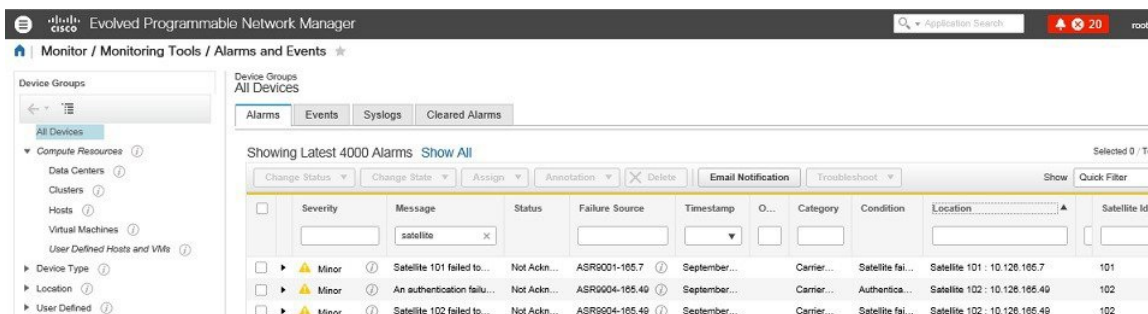 cisco Evolved Programmable Network Manager Application Search 20 root
Monitor / Monitoring Tools / Alarms and Events
Device Groups
All Devices
Compute Resources
Data Centers
Clusters
Hosts
Virtual Machines
User Defined Hosts and VMs
Device Type
Location
User Defined
Device Groups
All Devices
Alarms Events Syslogs Cleared Alarms
Showing Latest 4000 Alarms Show All Selected 0 / T
Change Status Change State Assign Annotation Delete Email Notification Troubleshoot Show Quick Filter
Severity Message Status Failure Source Timestamp O... Category Condition Location Satellite Id
satellite
Minor Satellite 101 failed to... Not Ackn... ASR9001-165.7 September... Carrier... Satellite fai... Satellite 101 : 10.126.165.7 101
Minor An authentication failu... Not Ackn... ASR9904-165.49 September... Carrier... Authentica... Satellite 102 : 10.126.165.49 102
Minor Satellite 102 failed to... Not Ackn... ASR9904-165.49 September... Carrier... Satellite fai... Satellite 102 : 10.126.165.49 102